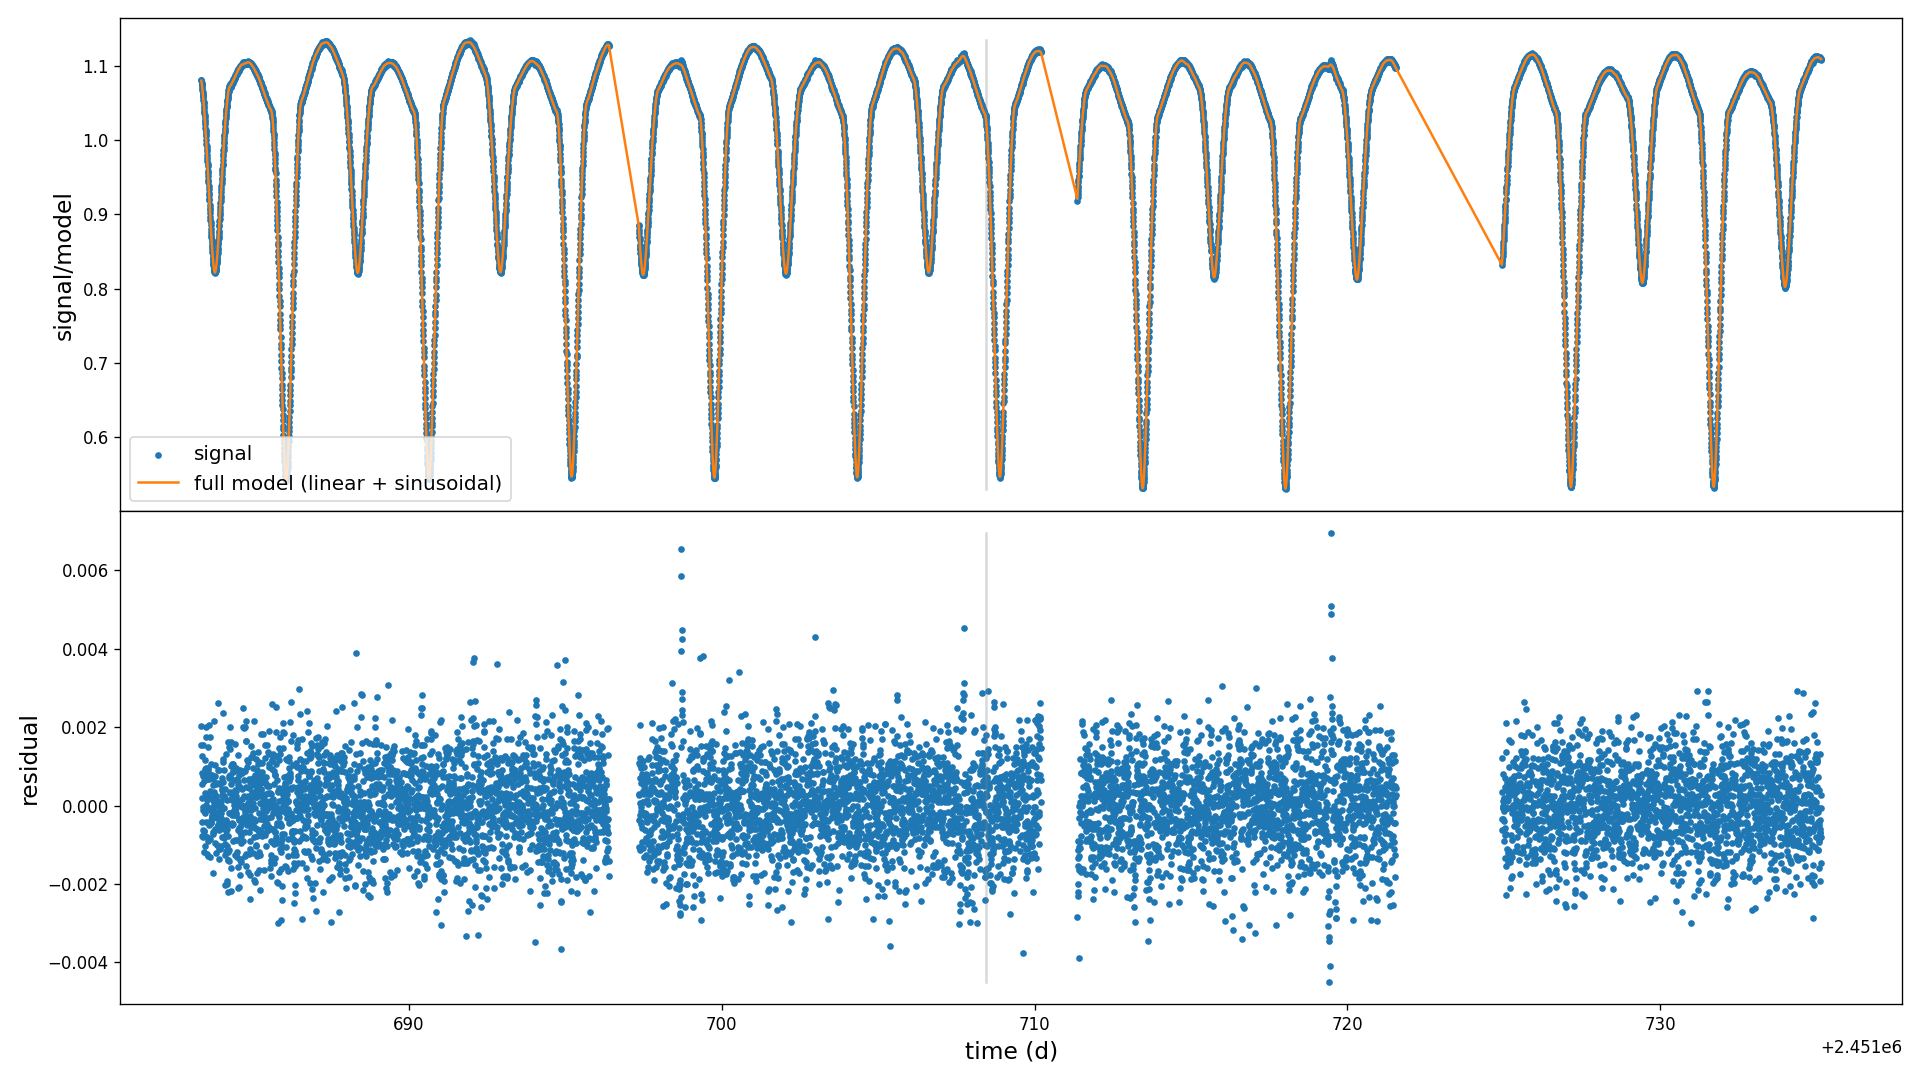 1.1
1.0
0.9
0.8
0.7
0.6
signal/model
signal
full model (linear + sinusoidal)
0.006
0.004
0.002
0.000
−0.002
−0.004
residual
690
700
710
720
730
time (d)
+2.451e6